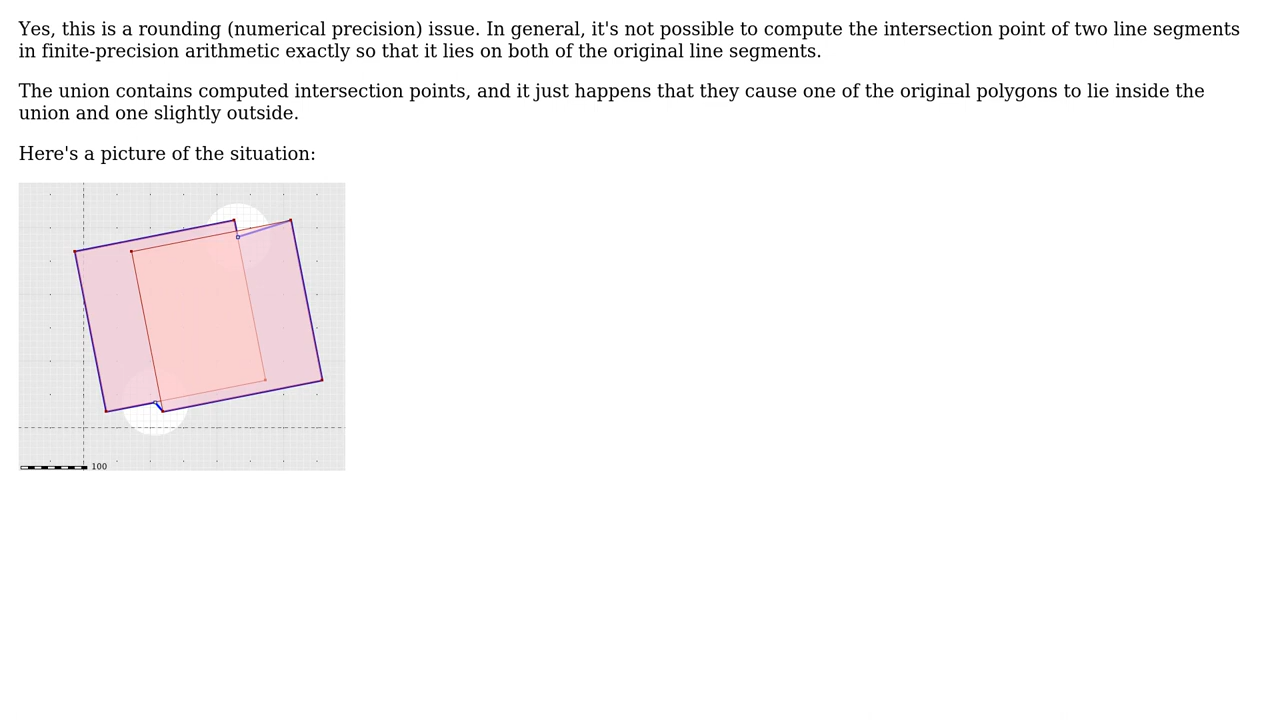 Yes, this is a rounding (numerical precision) issue. In general, it's not possible to compute the intersection point of two line segments
in finite-precision arithmetic exactly so that it lies on both of the original line segments.
The union contains computed intersection points, and it just happens that they cause one of the original polygons to lie inside the
union and one slightly outside.
Here's a picture of the situation:
100